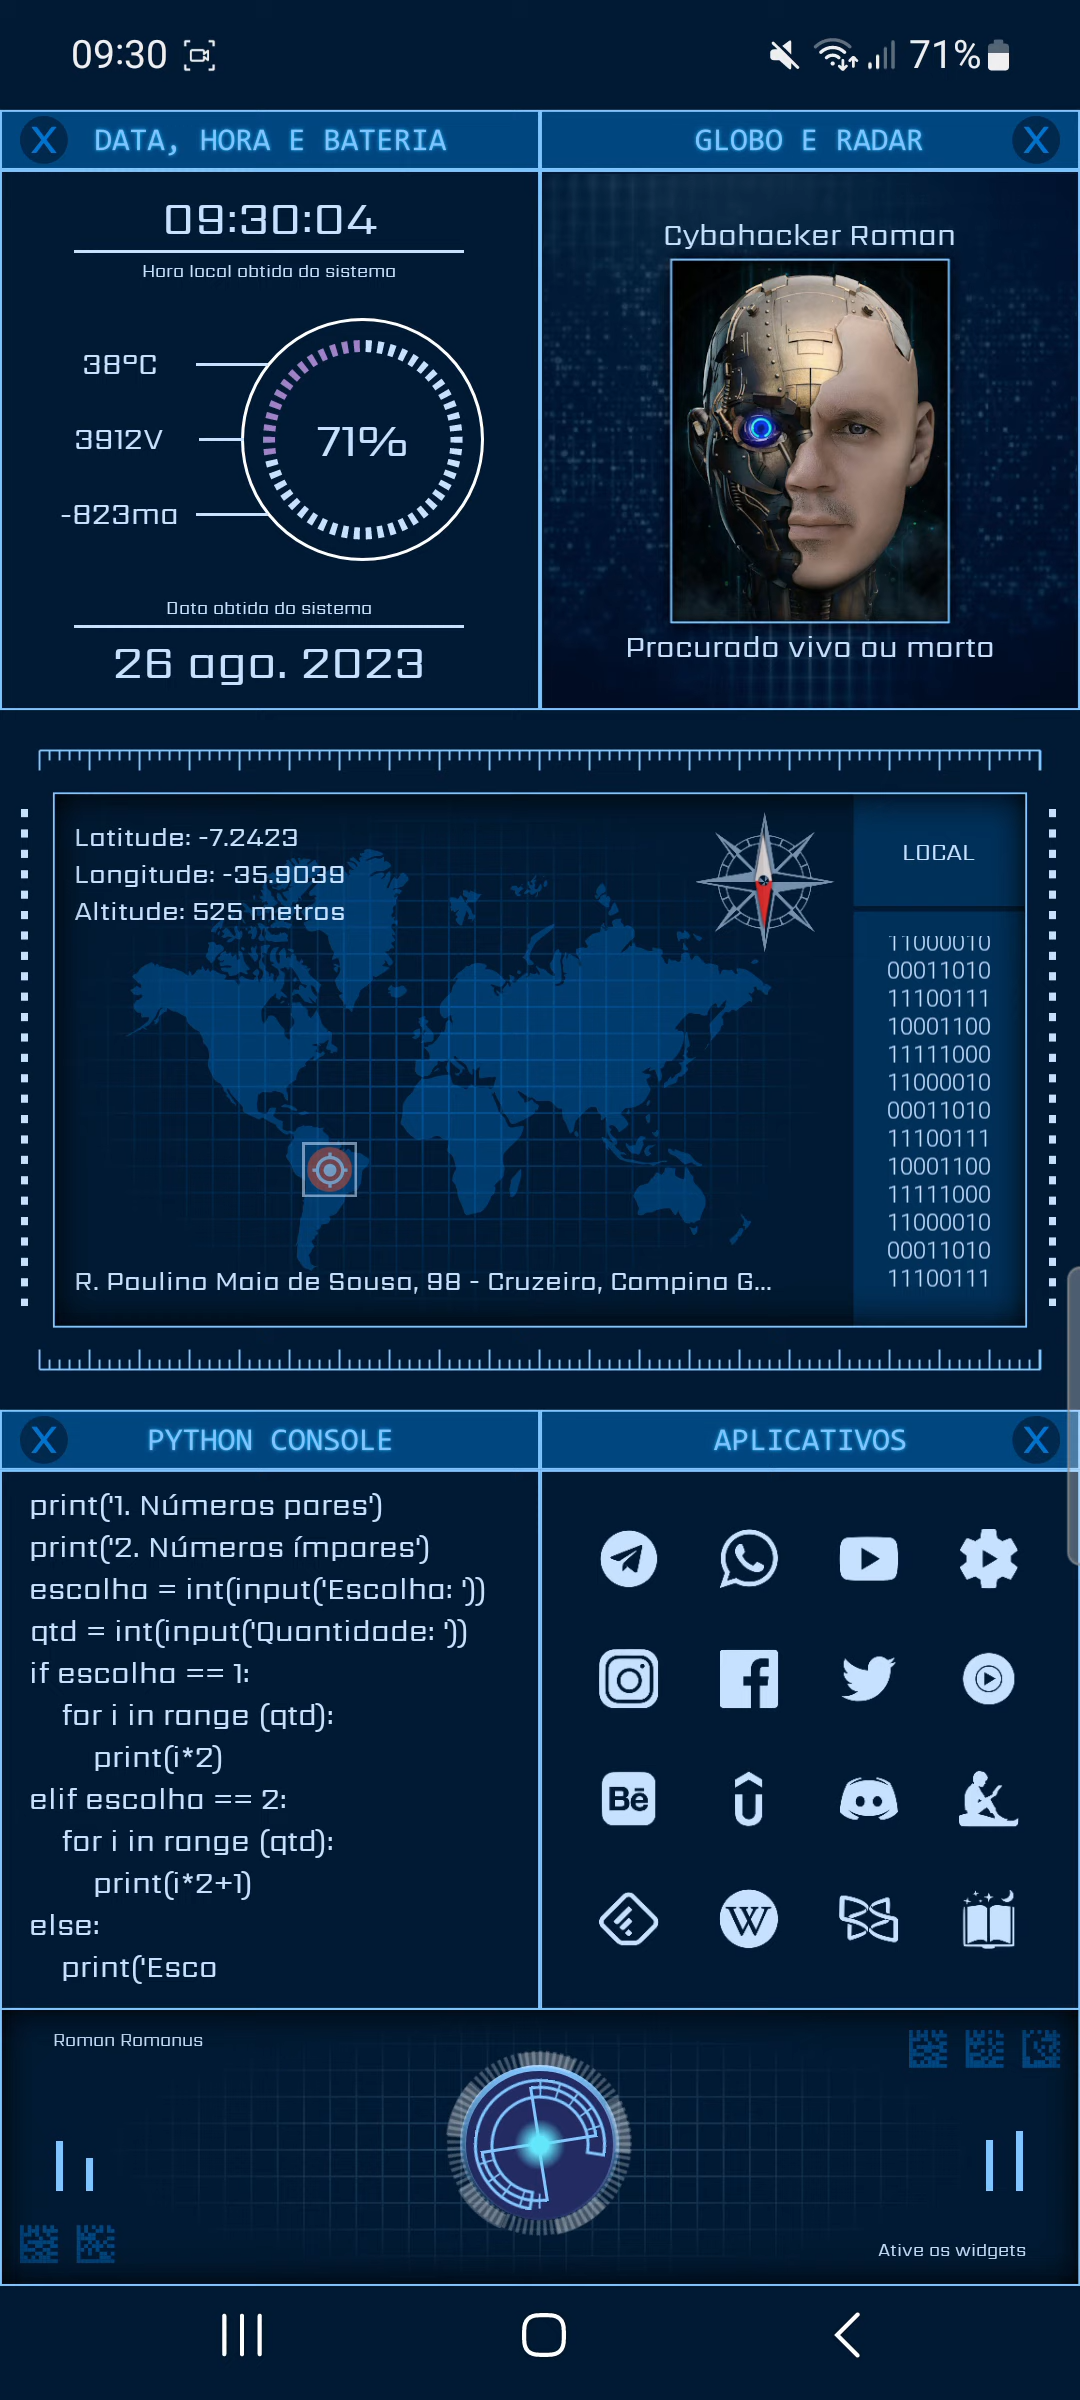 09:30
71%
X DATA, HORA E BATERIA
GLOBO E RADAR X
09:30:04
Hora local obtida do sistema
38°C
3912V
-823ma
71%
Data obtida do sistema
26 ago. 2023
Cybohacker Roman
Procurado vivo ou morto
Latitude: -7.2423
Longitude: -35.9039
Altitude: 525 metros
R. Paulino Maia de Sousa, 98 - Cruzeiro, Campina G...
LOCAL
11000010
00011010
11100111
10001100
11111000
11000010
00011010
11100111
10001100
11111000
11000010
00011010
11100111
X PYTHON CONSOLE
print('1. Números pares')
print('2. Números ímpares')
escolha = int(input('Escolha: '))
qtd = int(input('Quantidade: '))
if escolha == 1:
    for i in range (qtd):
        print(i*2)
elif escolha == 2:
    for i in range (qtd):
        print(i*2+1)
else:
    print('Esco
APLICATIVOS X
Bē
W
Roman Romanus
Ative os widgets